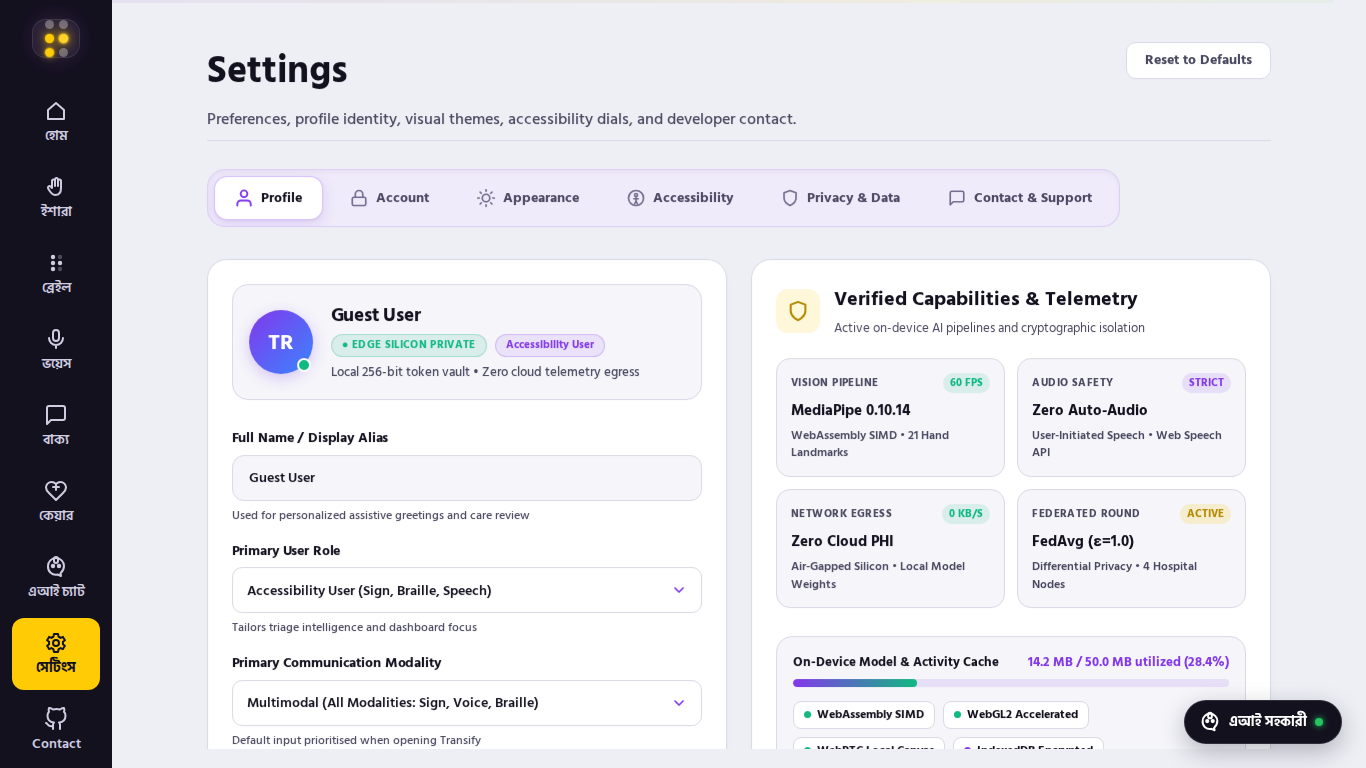 হোম
ইশারা
ব্রেইল
ভয়েস
বাক্য
কেয়ার
এআই চ্যাট
সেটিংস
Contact
Settings
Reset to Defaults
Preferences, profile identity, visual themes, accessibility dials, and developer contact.
Profile
Account
Appearance
Accessibility
Privacy & Data
Contact & Support
TR
Guest User
• EDGE SILICON PRIVATE
Accessibility User
Local 256-bit token vault • Zero cloud telemetry egress
Full Name / Display Alias
Guest User
Used for personalized assistive greetings and care review
Primary User Role
Accessibility User (Sign, Braille, Speech)
Tailors triage intelligence and dashboard focus
Primary Communication Modality
Multimodal (All Modalities: Sign, Voice, Braille)
Default input prioritised when opening Transify
Verified Capabilities & Telemetry
Active on-device AI pipelines and cryptographic isolation
VISION PIPELINE
60 FPS
MediaPipe 0.10.14
WebAssembly SIMD • 21 Hand
Landmarks
AUDIO SAFETY
STRICT
Zero Auto-Audio
User-Initiated Speech • Web Speech
API
NETWORK EGRESS
0 KB/S
Zero Cloud PHI
Air-Gapped Silicon • Local Model
Weights
FEDERATED ROUND
ACTIVE
FedAvg (ε=1.0)
Differential Privacy • 4 Hospital
Nodes
On-Device Model & Activity Cache
14.2 MB / 50.0 MB utilized (28.4%)
WebAssembly SIMD
WebGL2 Accelerated
WebRTC Local Canvas
IndexedDB Encrypted
এআই সহকারী